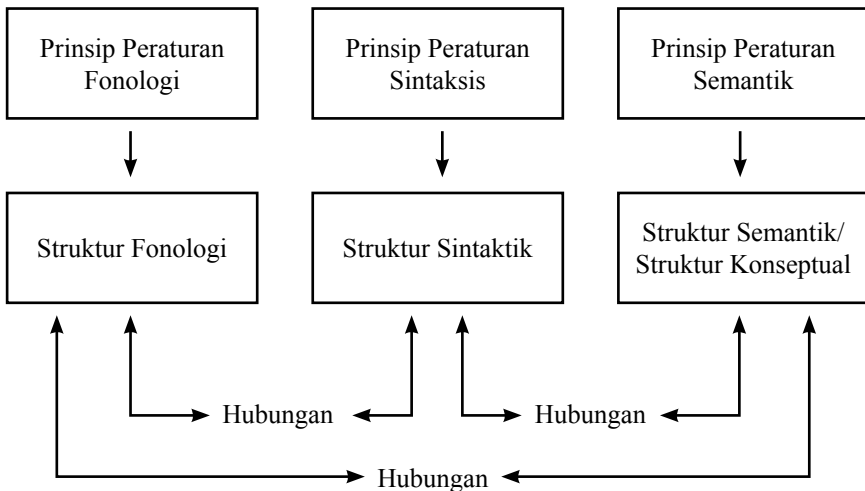 Prinsip Peraturan
Fonologi
Prinsip Peraturan
Sintaksis
Prinsip Peraturan
Semantik
Struktur Fonologi
Struktur Sintaktik
Struktur Semantik/
Struktur Konseptual
Hubungan
Hubungan
Hubungan